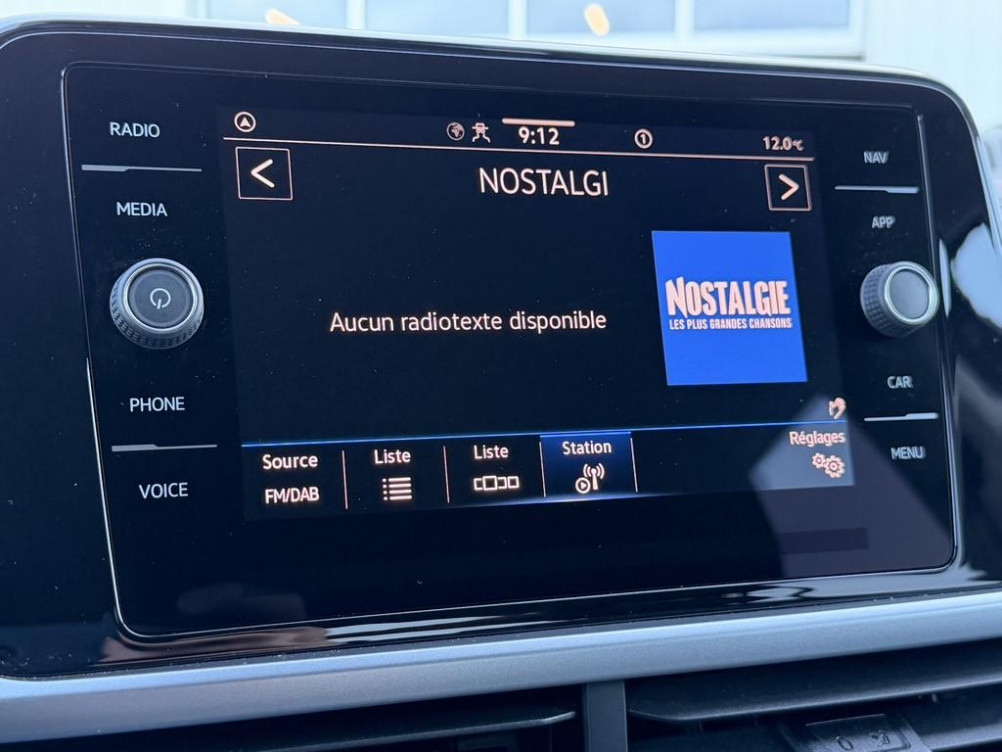 RADIO
MEDIA
PHONE
VOICE
9:12
1
12.0°C
NOSTALGI
Aucun radiotexte disponible
NOSTALGIE
LES PLUS GRANDES CHANSONS
Source
FM/DAB
Liste
Liste
Station
Réglages
NAV
APP
CAR
MENU